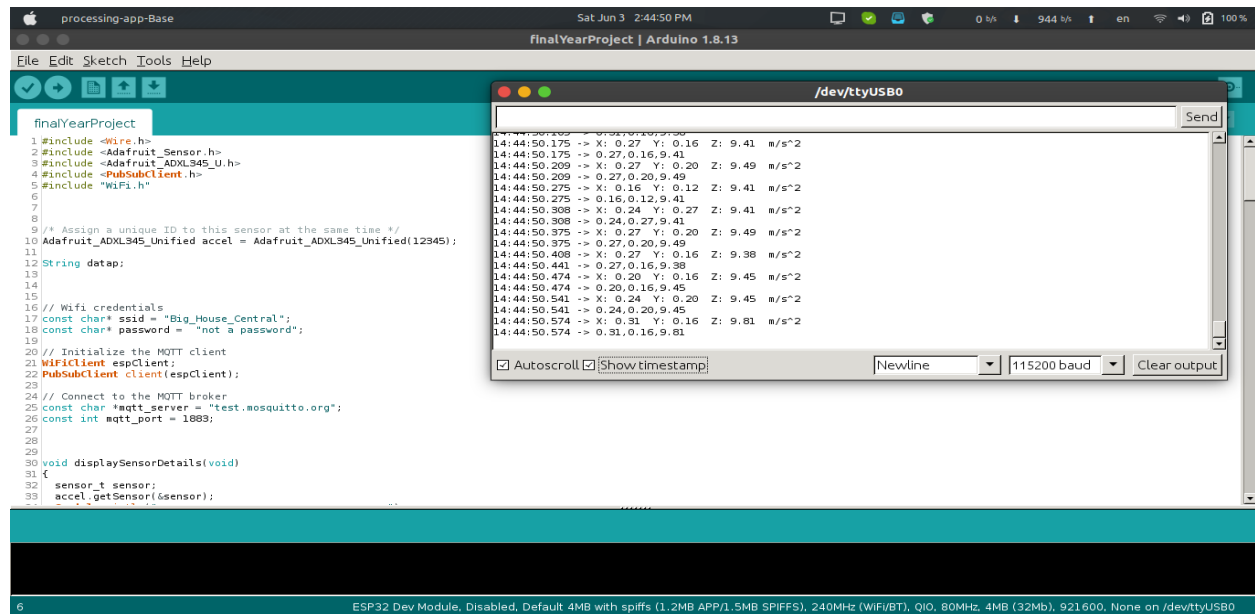 processing-app-Base
Sat Jun 3 2:44:50 PM
0 b/s
944 b/s
en
100 %
finalYearProject | Arduino 1.8.13
File Edit Sketch Tools Help
finalYearProject
1 #include <Wire.h>
2 #include <Adafruit_Sensor.h>
3 #include <Adafruit_ADXL345_U.h>
4 #include <PubSubClient.h>
5 #include "WiFi.h"
6
7
8
9 /* Assign a unique ID to this sensor at the same time */
10 Adafruit_ADXL345_Unified accel = Adafruit_ADXL345_Unified(12345);
11
12 String datap;
13
14
15
16 // Wifi credentials
17 const char* ssid = "Big_House_Central";
18 const char* password =  "not a password";
19
20 // Initialize the MQTT client
21 WiFiClient espClient;
22 PubSubClient client(espClient);
23
24 // Connect to the MQTT broker
25 const char *mqtt_server = "test.mosquitto.org";
26 const int mqtt_port = 1883;
27
28
29
30 void displaySensorDetails(void)
31 {
32   sensor_t sensor;
33   accel.getSensor(&sensor);
/dev/ttyUSB0
Send
14:44:50.175 -> X: 0.27  Y: 0.16  Z: 9.41  m/s^2
14:44:50.175 -> 0.27,0.16,9.41
14:44:50.209 -> X: 0.27  Y: 0.20  Z: 9.49  m/s^2
14:44:50.209 -> 0.27,0.20,9.49
14:44:50.275 -> X: 0.16  Y: 0.12  Z: 9.41  m/s^2
14:44:50.275 -> 0.16,0.12,9.41
14:44:50.308 -> X: 0.24  Y: 0.27  Z: 9.41  m/s^2
14:44:50.308 -> 0.24,0.27,9.41
14:44:50.375 -> X: 0.27  Y: 0.20  Z: 9.49  m/s^2
14:44:50.375 -> 0.27,0.20,9.49
14:44:50.408 -> X: 0.27  Y: 0.16  Z: 9.38  m/s^2
14:44:50.441 -> 0.27,0.16,9.38
14:44:50.474 -> X: 0.20  Y: 0.16  Z: 9.45  m/s^2
14:44:50.474 -> 0.20,0.16,9.45
14:44:50.541 -> X: 0.24  Y: 0.20  Z: 9.45  m/s^2
14:44:50.541 -> 0.24,0.20,9.45
14:44:50.574 -> X: 0.31  Y: 0.16  Z: 9.81  m/s^2
14:44:50.574 -> 0.31,0.16,9.81
Autoscroll Show timestamp
Newline
115200 baud
Clear output
6
ESP32 Dev Module, Disabled, Default 4MB with spiffs (1.2MB APP/1.5MB SPIFFS), 240MHz (WiFi/BT), QIO, 80MHz, 4MB (32Mb), 921600, None on /dev/ttyUSB0